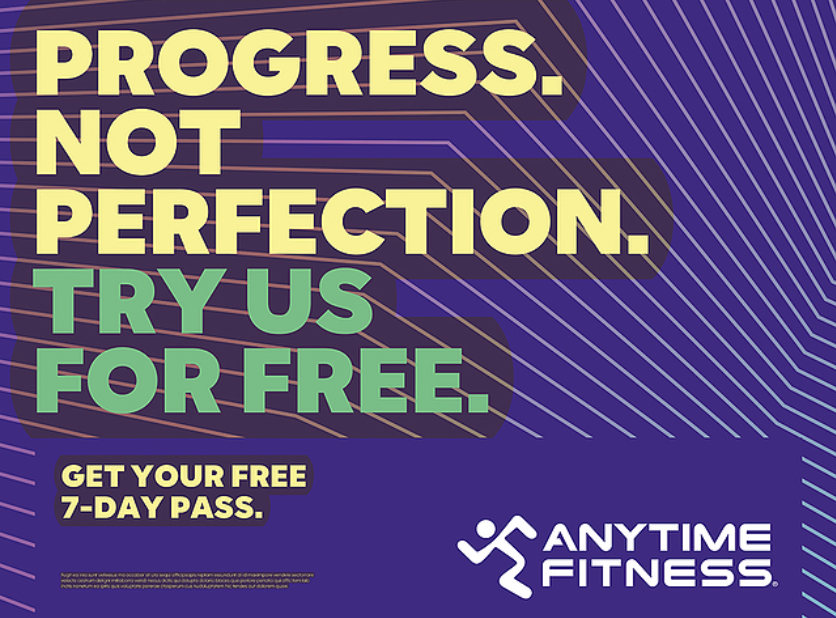 PROGRESS.
NOT
PERFECTION.
TRY US
FOR FREE.
GET YOUR FREE
7-DAY PASS.
ANYTIME
FITNESS®